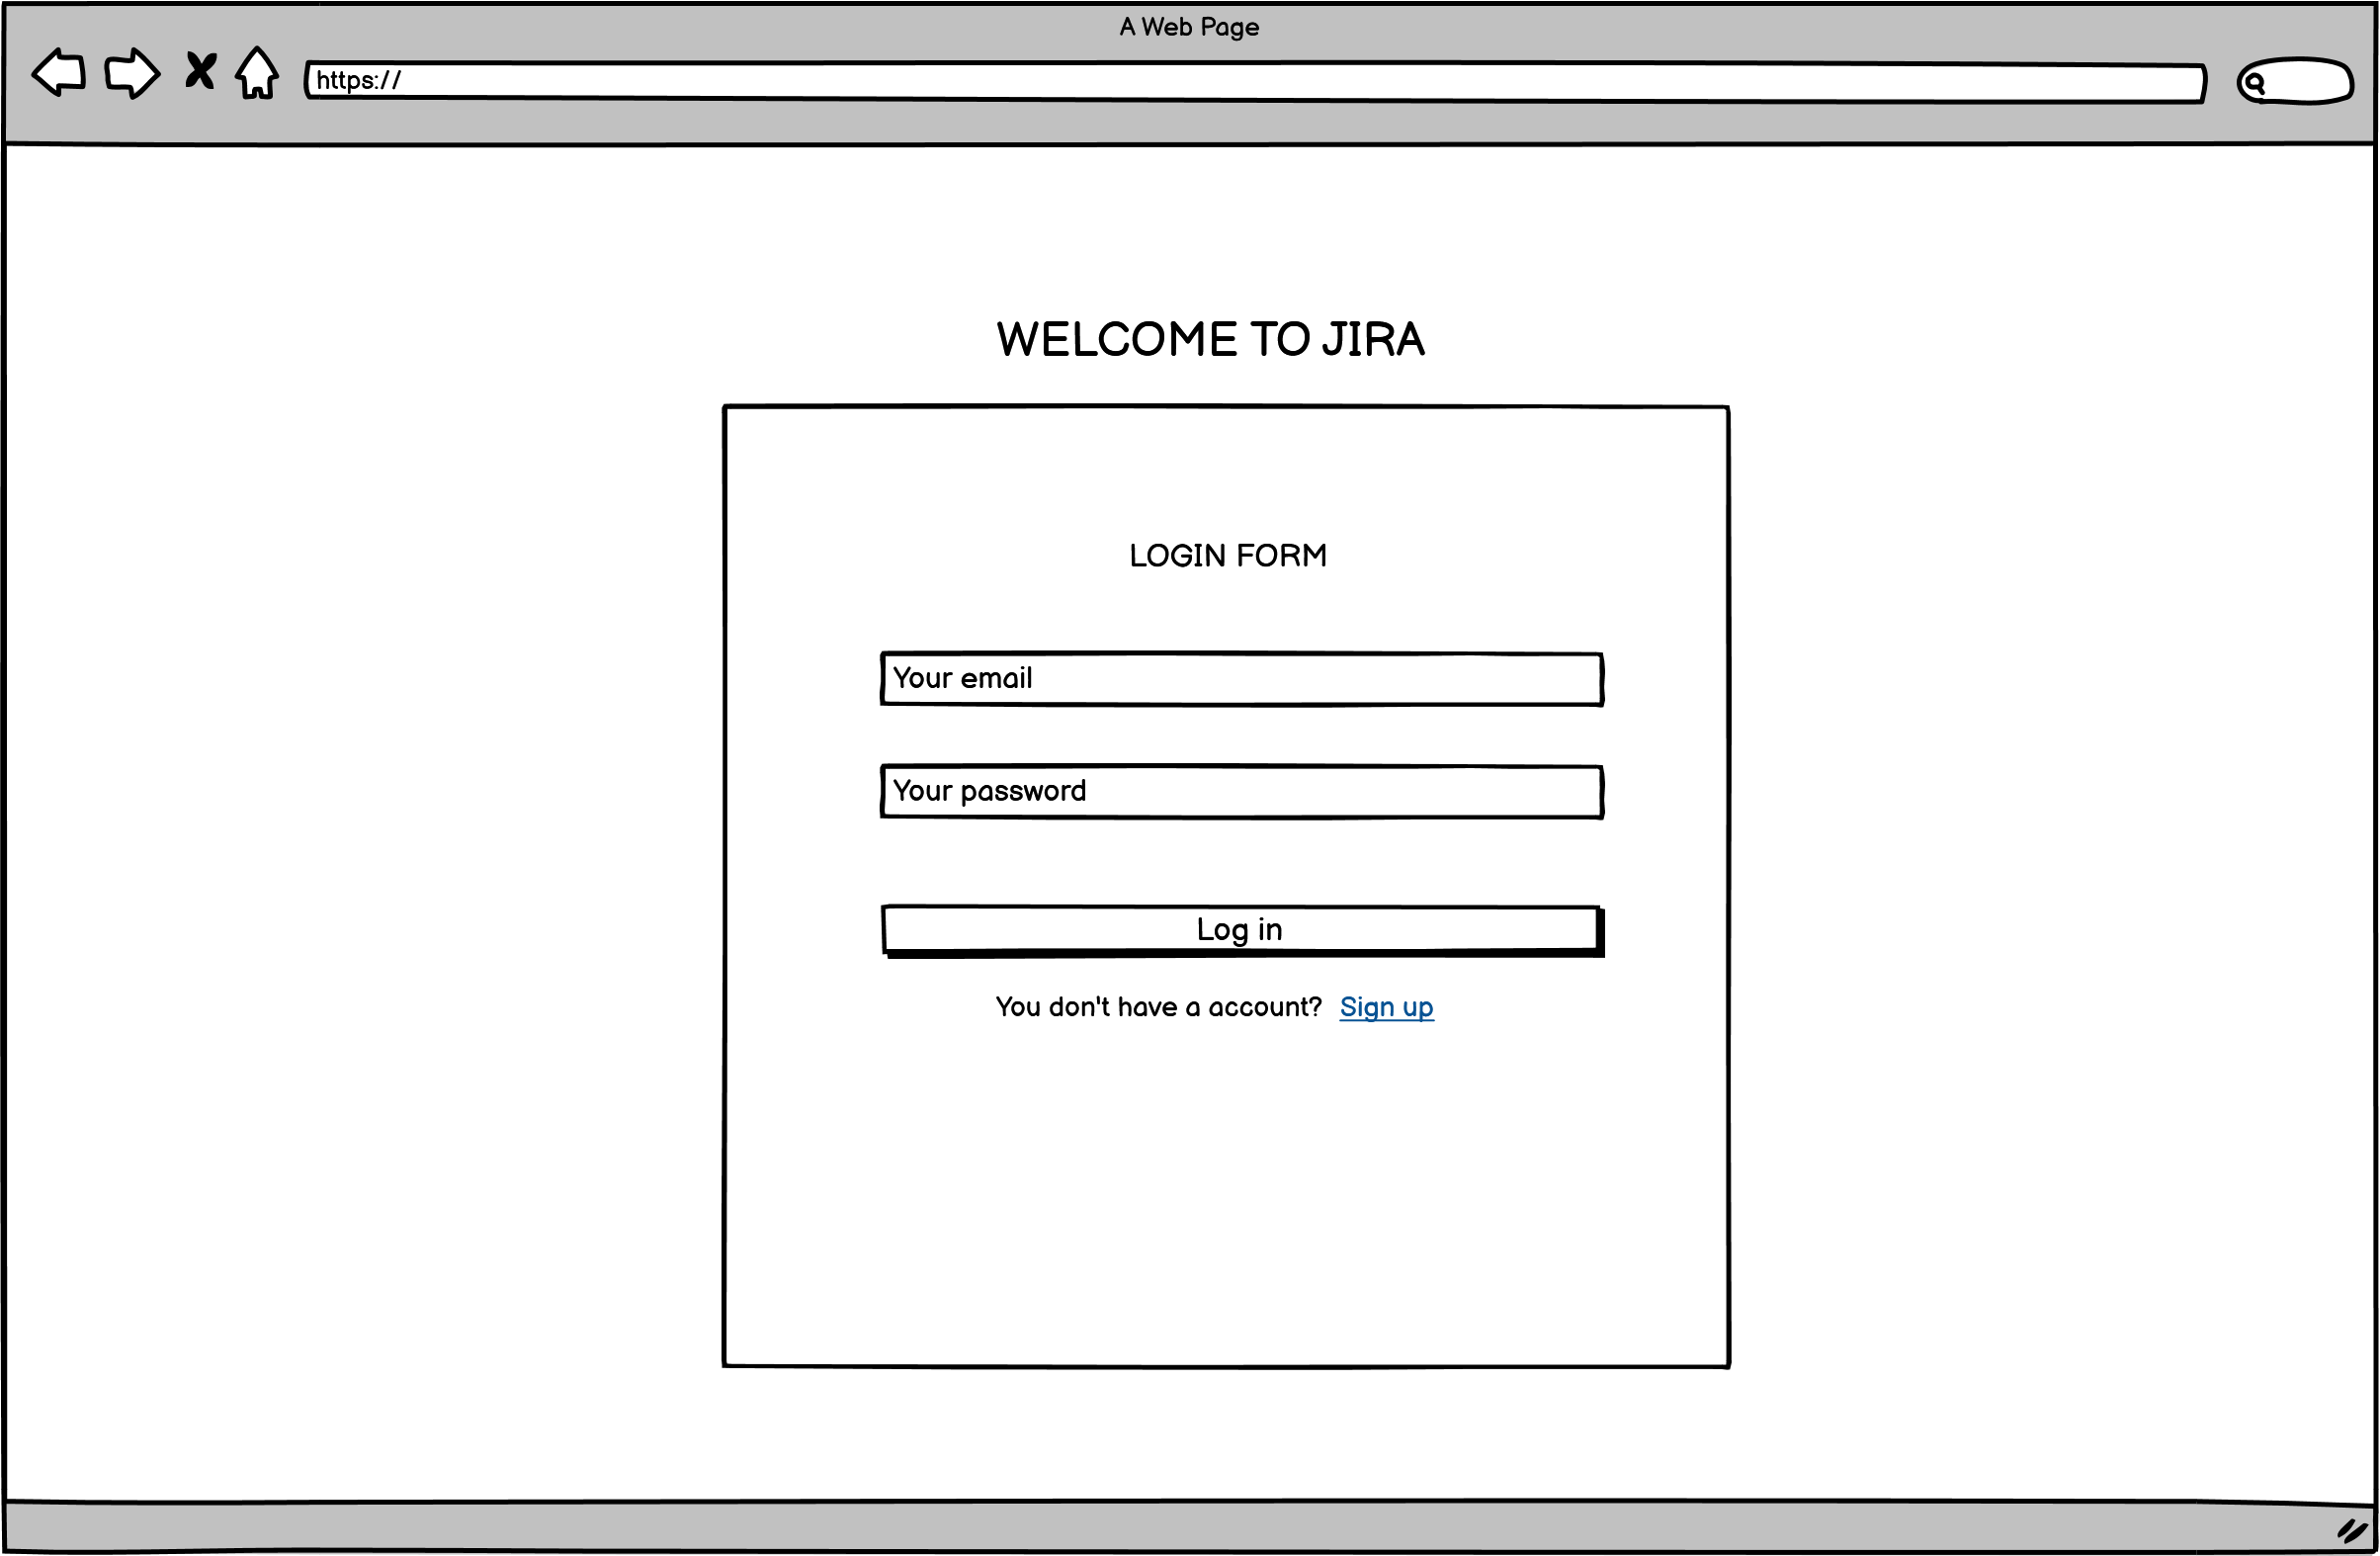 A Web Page
https://
WELCOME TO JIRA
LOGIN FORM
Your email
Your password
Log in
You don't have a account? Sign up